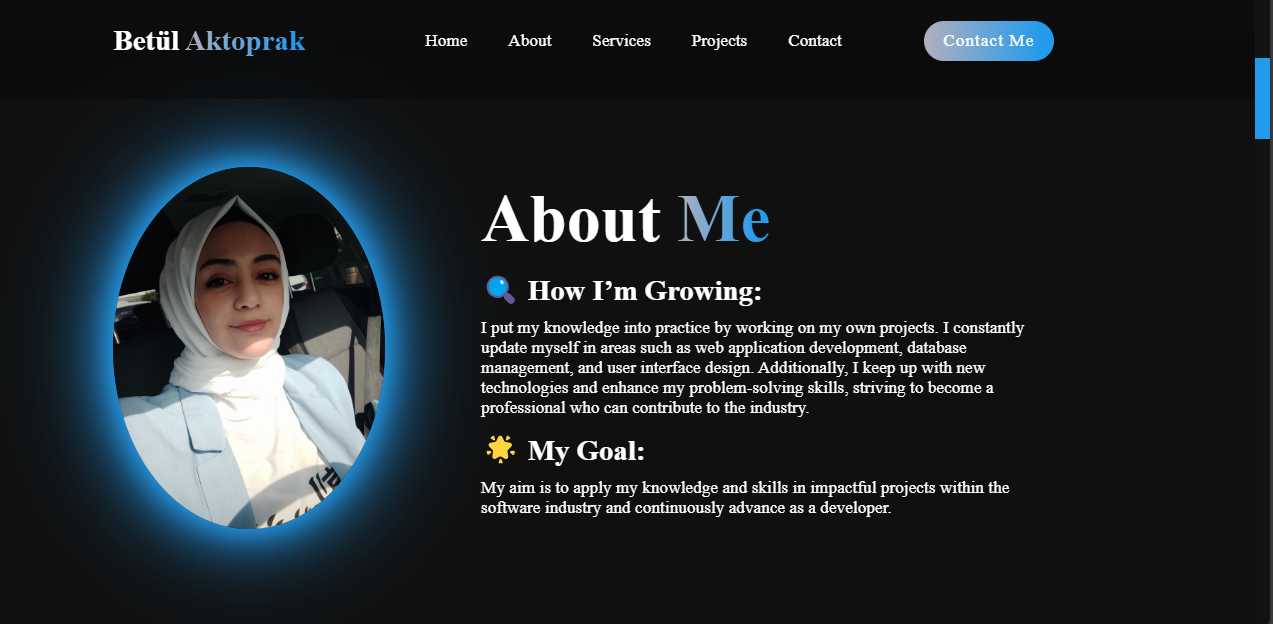 Betül Aktoprak
Home
About
Services
Projects
Contact
Contact Me
About Me
How I’m Growing:
I put my knowledge into practice by working on my own projects. I constantly
update myself in areas such as web application development, database
management, and user interface design. Additionally, I keep up with new
technologies and enhance my problem-solving skills, striving to become a
professional who can contribute to the industry.
My Goal:
My aim is to apply my knowledge and skills in impactful projects within the
software industry and continuously advance as a developer.